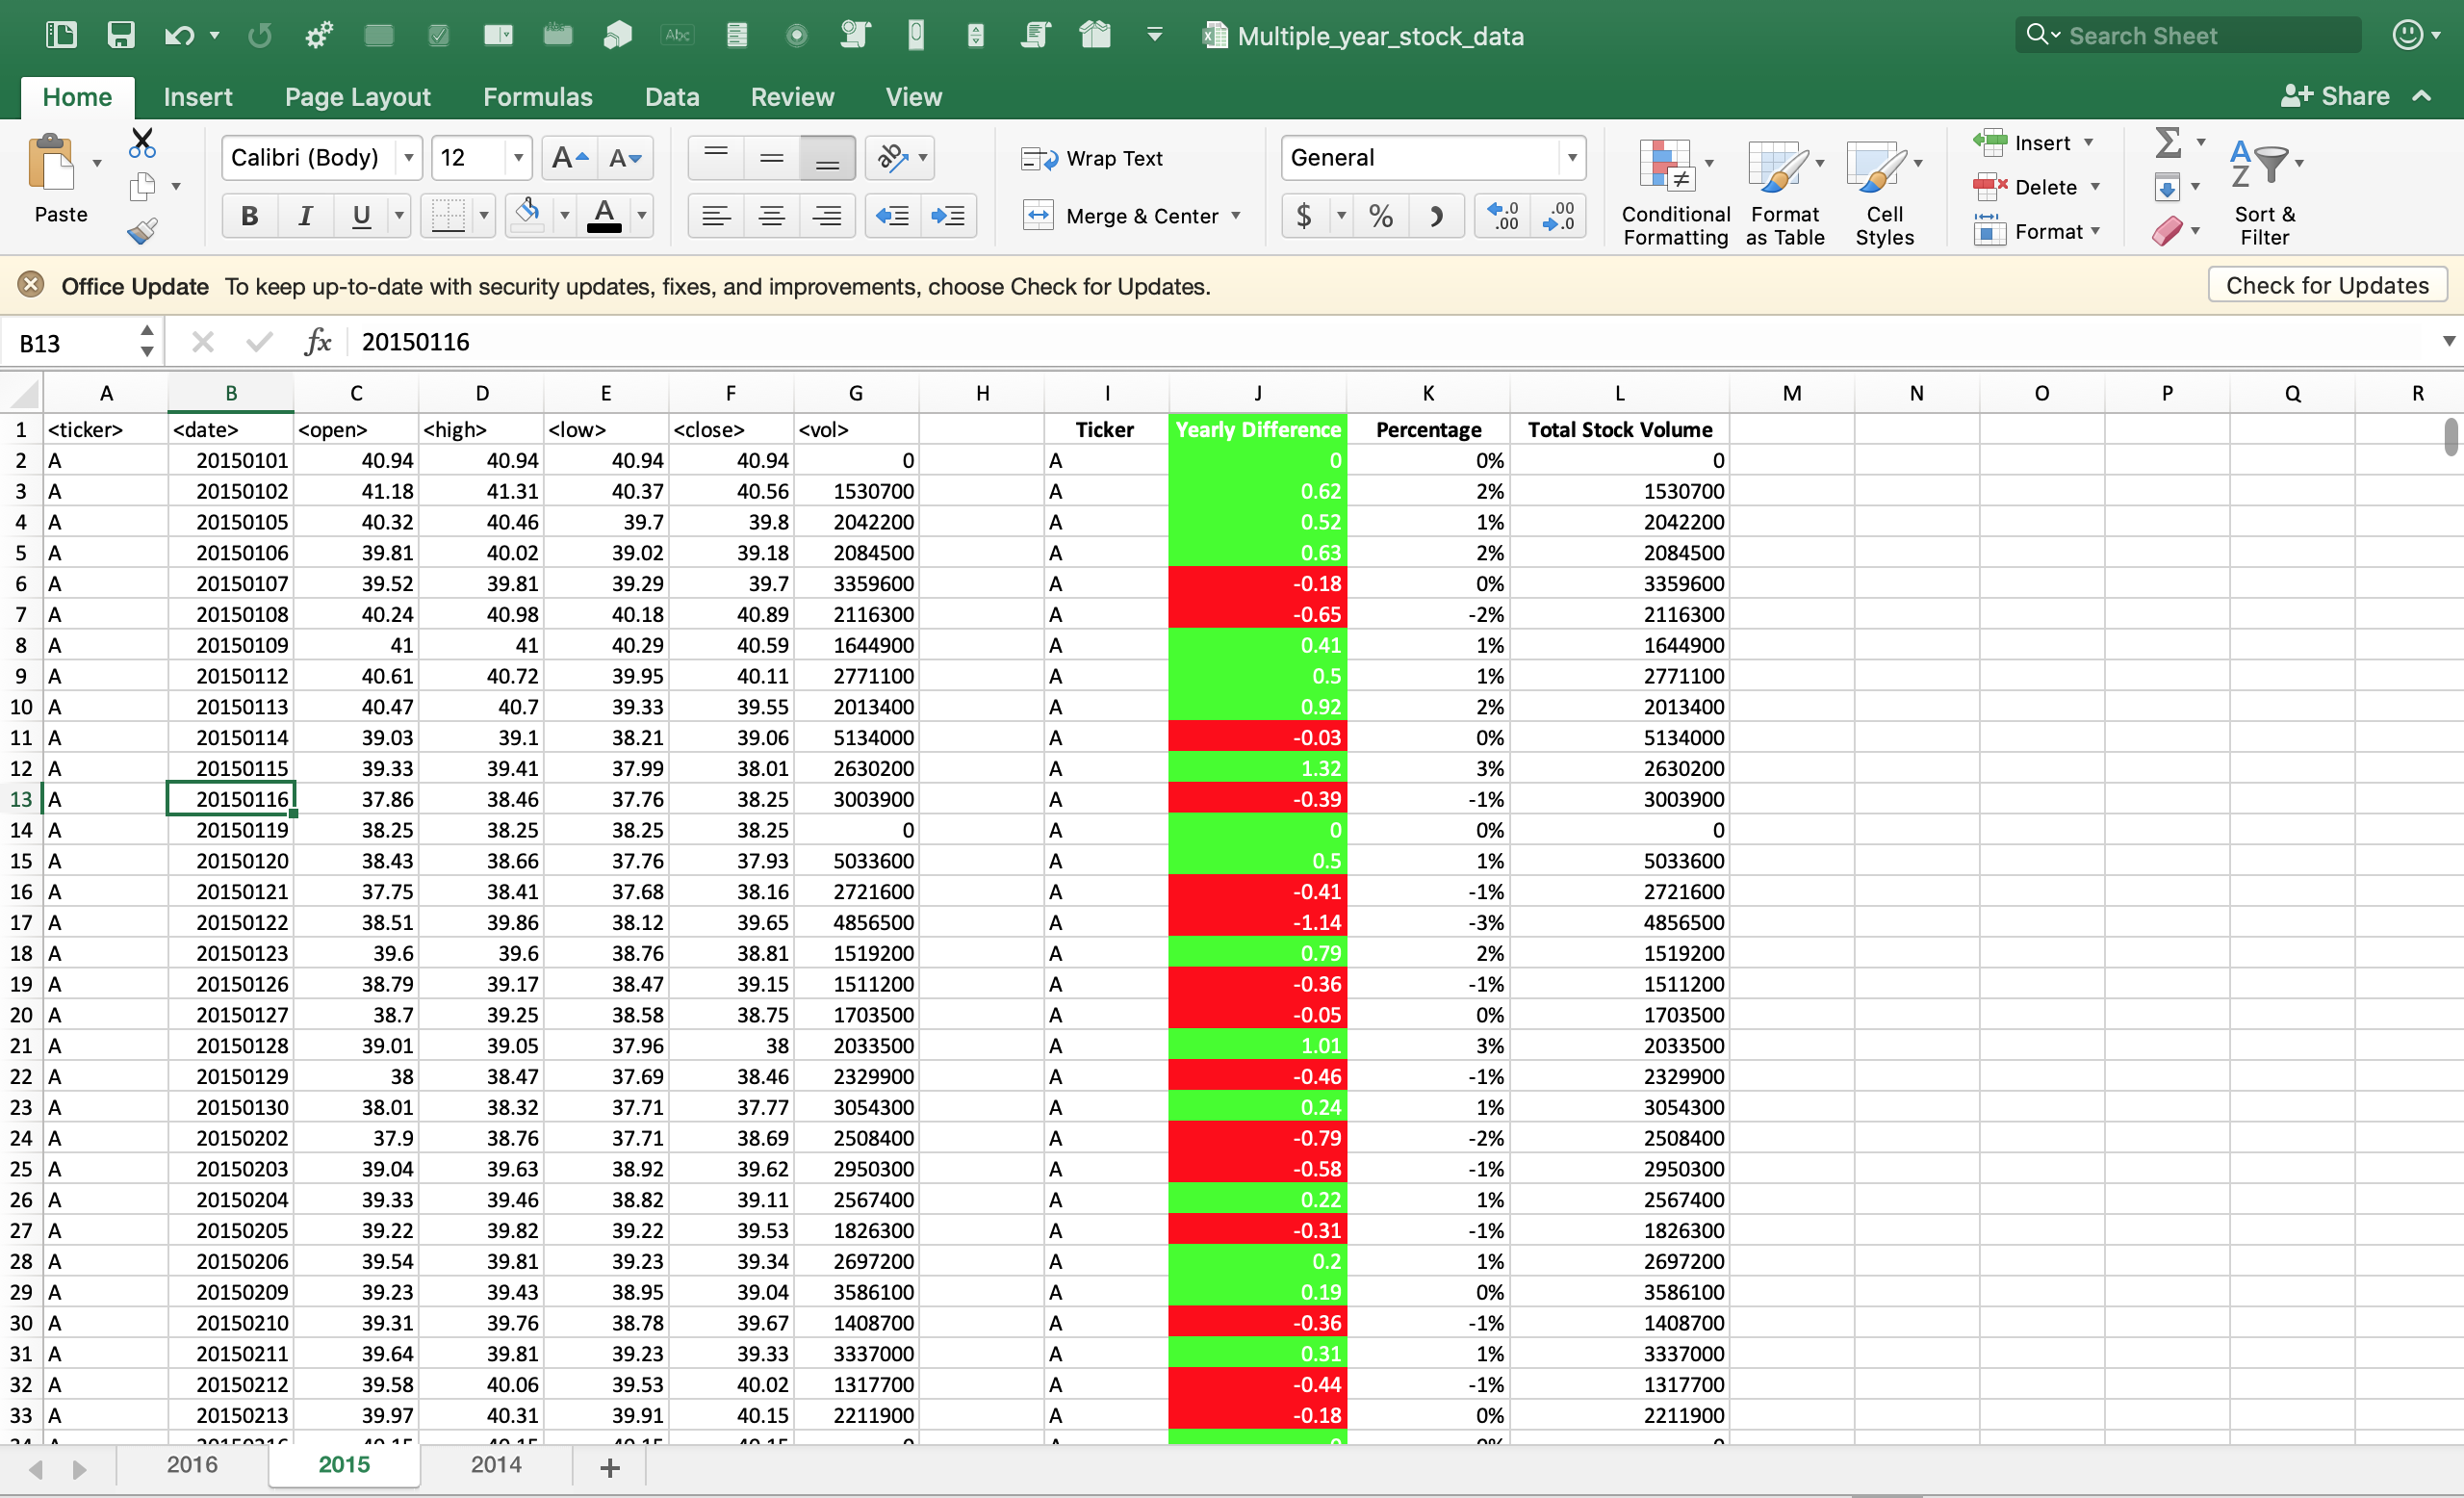 Multiple_year_stock_data
Search Sheet
Home Insert Page Layout Formulas Data Review View Share
Paste Calibri (Body) 12 Wrap Text General Conditional Formatting Format as Table Cell Styles Insert Delete Format Sort & Filter
B I U Merge & Center $ %
Office Update To keep up-to-date with security updates, fixes, and improvements, choose Check for Updates. Check for Updates
B13 fx 20150116
A B C D E F G H I J K L M N O P Q R
1 <ticker> <date> <open> <high> <low> <close> <vol> Ticker Yearly Difference Percentage Total Stock Volume
2 A 20150101 40.94 40.94 40.94 40.94 0 A 0 0% 0
3 A 20150102 41.18 41.31 40.37 40.56 1530700 A 0.62 2% 1530700
4 A 20150105 40.32 40.46 39.7 39.8 2042200 A 0.52 1% 2042200
5 A 20150106 39.81 40.02 39.02 39.18 2084500 A 0.63 2% 2084500
6 A 20150107 39.52 39.81 39.29 39.7 3359600 A -0.18 0% 3359600
7 A 20150108 40.24 40.98 40.18 40.89 2116300 A -0.65 -2% 2116300
8 A 20150109 41 41 40.29 40.59 1644900 A 0.41 1% 1644900
9 A 20150112 40.61 40.72 39.95 40.11 2771100 A 0.5 1% 2771100
10 A 20150113 40.47 40.7 39.33 39.55 2013400 A 0.92 2% 2013400
11 A 20150114 39.03 39.1 38.21 39.06 5134000 A -0.03 0% 5134000
12 A 20150115 39.33 39.41 37.99 38.01 2630200 A 1.32 3% 2630200
13 A 20150116 37.86 38.46 37.76 38.25 3003900 A -0.39 -1% 3003900
14 A 20150119 38.25 38.25 38.25 38.25 0 A 0 0% 0
15 A 20150120 38.43 38.66 37.76 37.93 5033600 A 0.5 1% 5033600
16 A 20150121 37.75 38.41 37.68 38.16 2721600 A -0.41 -1% 2721600
17 A 20150122 38.51 39.86 38.12 39.65 4856500 A -1.14 -3% 4856500
18 A 20150123 39.6 39.6 38.76 38.81 1519200 A 0.79 2% 1519200
19 A 20150126 38.79 39.17 38.47 39.15 1511200 A -0.36 -1% 1511200
20 A 20150127 38.7 39.25 38.58 38.75 1703500 A -0.05 0% 1703500
21 A 20150128 39.01 39.05 37.96 38 2033500 A 1.01 3% 2033500
22 A 20150129 38 38.47 37.69 38.46 2329900 A -0.46 -1% 2329900
23 A 20150130 38.01 38.32 37.71 37.77 3054300 A 0.24 1% 3054300
24 A 20150202 37.9 38.76 37.71 38.69 2508400 A -0.79 -2% 2508400
25 A 20150203 39.04 39.63 38.92 39.62 2950300 A -0.58 -1% 2950300
26 A 20150204 39.33 39.46 38.82 39.11 2567400 A 0.22 1% 2567400
27 A 20150205 39.22 39.82 39.22 39.53 1826300 A -0.31 -1% 1826300
28 A 20150206 39.54 39.81 39.23 39.34 2697200 A 0.2 1% 2697200
29 A 20150209 39.23 39.43 38.95 39.04 3586100 A 0.19 0% 3586100
30 A 20150210 39.31 39.76 38.78 39.67 1408700 A -0.36 -1% 1408700
31 A 20150211 39.64 39.81 39.23 39.33 3337000 A 0.31 1% 3337000
32 A 20150212 39.58 40.06 39.53 40.02 1317700 A -0.44 -1% 1317700
33 A 20150213 39.97 40.31 39.91 40.15 2211900 A -0.18 0% 2211900
2016 2015 2014